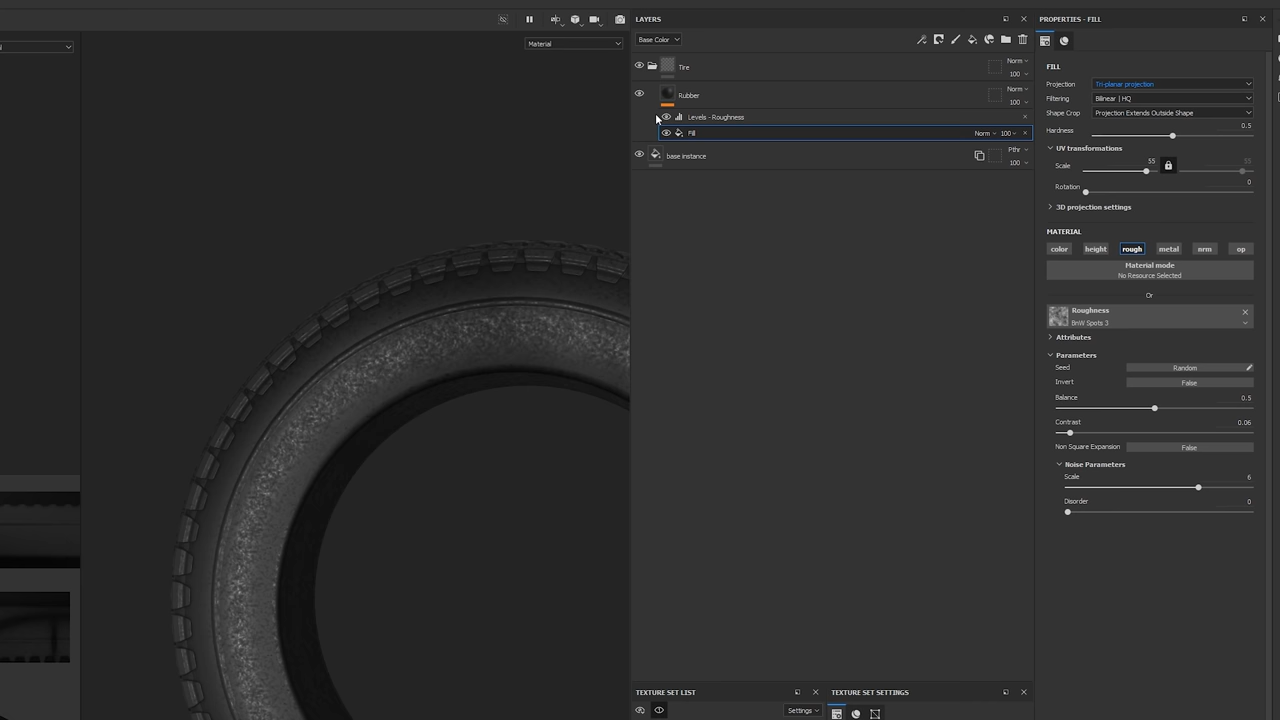 LAYERS
PROPERTIES - FILL
Material
Base Color
Tire
Norm
100
Rubber
Norm
100
Levels - Roughness
Fill
Norm
100
base instance
Pthr
100
FILL
Projection
Tri-planar projection
Filtering
Bilinear | HQ
Shape Crop
Projection Extends Outside Shape
Hardness
0.5
UV transformations
Scale
55
55
Rotation
0
3D projection settings
MATERIAL
color
height
rough
metal
nrm
op
Material mode
No Resource Selected
Or
Roughness
BnW Spots 3
Attributes
Parameters
Seed
Random
Invert
False
Balance
0.5
Contrast
0.06
Non Square Expansion
False
Noise Parameters
Scale
6
Disorder
0
TEXTURE SET LIST
TEXTURE SET SETTINGS
Settings